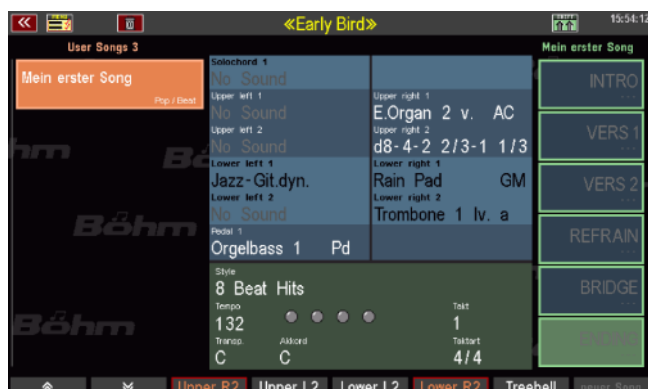 «Early Bird»
15:54:12
User Songs 3
Mein erster Song
Mein erster Song
Pop / Beat
Solochord 1
No Sound
Upper left 1
No Sound
Upper right 1
E.Organ 2 v. AC
Upper left 2
No Sound
Upper right 2
d8-4-2 2/3-1 1/3
Lower left 1
Jazz-Git.dyn.
Lower right 1
Rain Pad GM
Lower left 2
No Sound
Lower right 2
Trombone 1 lv. a
Pedal 1
Orgelbass 1 Pd
Style
8 Beat Hits
Tempo
132
Takt
1
Transp.
C
Akkord
C
Taktart
4/4
INTRO
---
VERS 1
---
VERS 2
---
REFRAIN
---
BRIDGE
---
ENDING
Böhm
Böhm
Upper R2 Upper L2 Lower L2 Lower R2 Treebell neuer Song